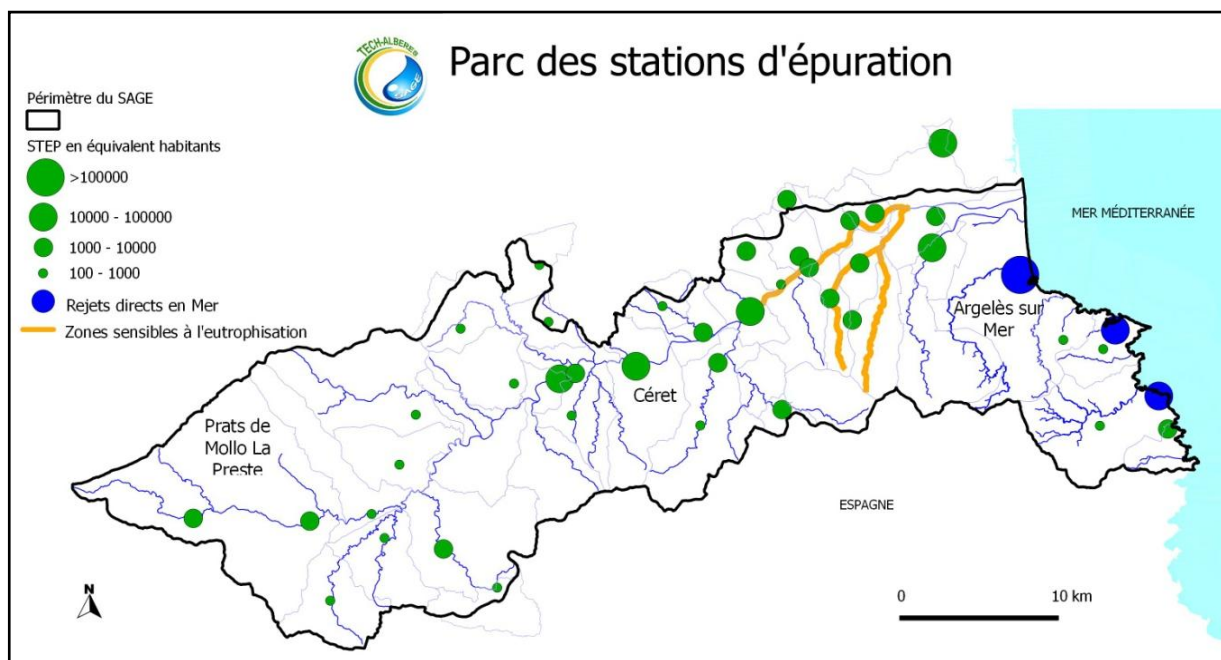 TECH-ALBERES
SAGE
Parc des stations d'épuration
Périmètre du SAGE
STEP en équivalent habitants
>100000
10000 - 100000
1000 - 10000
100 - 1000
Rejets directs en Mer
Zones sensibles à l'eutrophisation
MER MÉDITERRANÉE
Argelès sur
Mer
Céret
Prats de
Mollo La
Preste
ESPAGNE
N
0 10 km